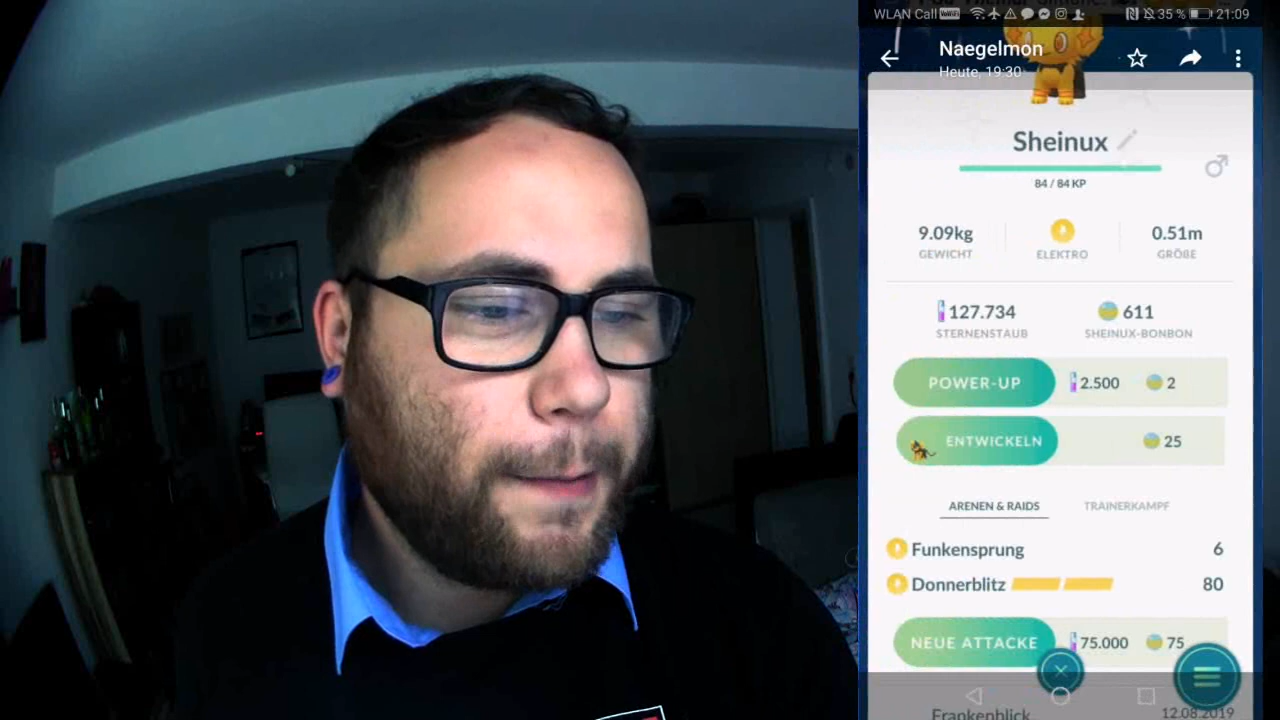 WLAN Call WiFi 35 % 21:09
Naegelmon
Heute, 19:30
Sheinux
84 / 84 KP
9.09kg 0.51m
GEWICHT ELEKTRO GRÖßE
127.734 611
STERNENSTAUB SHEINUX-BONBON
POWER-UP 2.500 2
ENTWICKELN 25
ARENEN & RAIDS TRAINERKAMPF
Funkensprung 6
Donnerblitz 80
NEUE ATTACKE 75.000 75
Frankenblick 12.08.2019